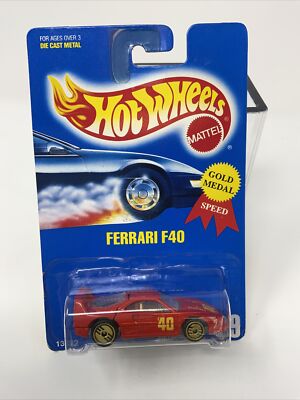 FOR AGES OVER 3
DIE CAST METAL
HOT WHEELS
MATTEL
GOLD
MEDAL
SPEED
FERRARI F40
40